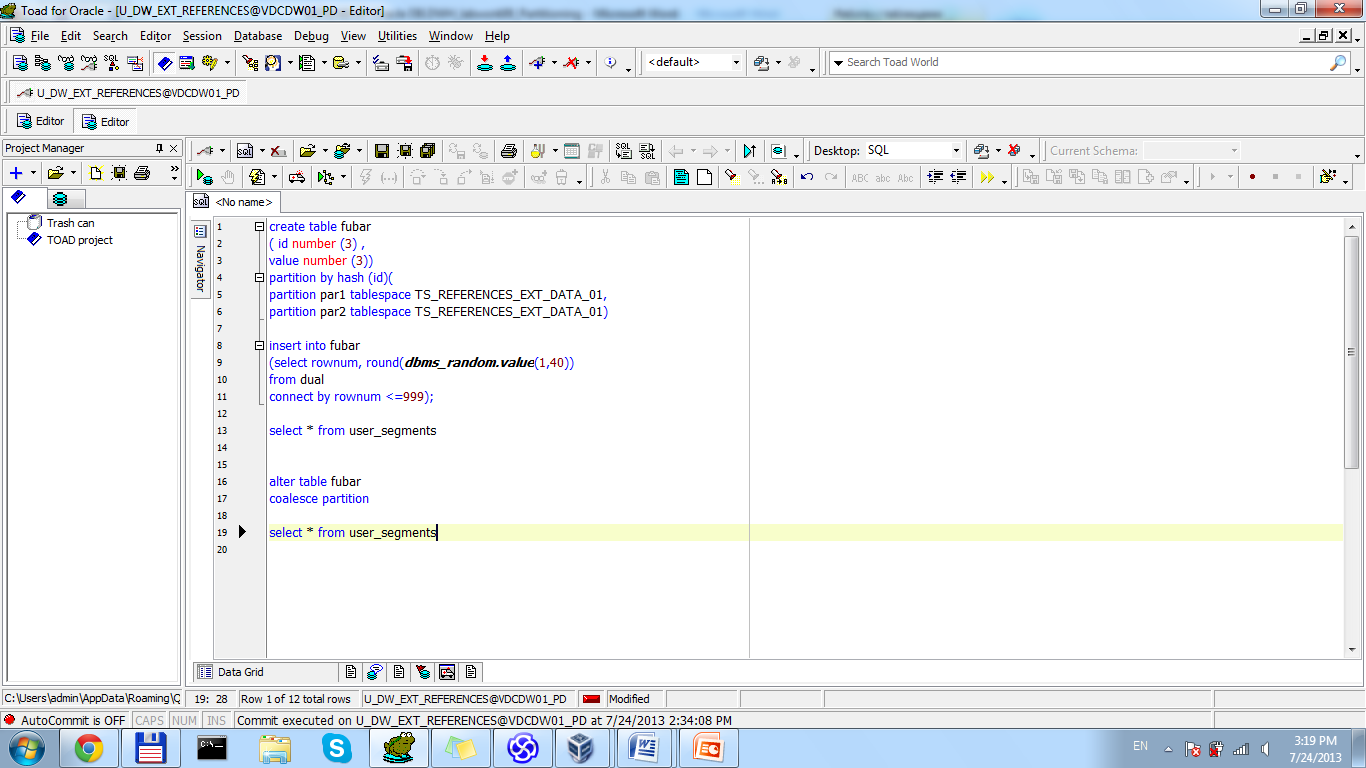 Toad for Oracle - [U_DW_EXT_REFERENCES@VDCDW01_PD - Editor]
File Edit Search Editor Session Database Debug View Utilities Window Help
<default>
Search Toad World
U_DW_EXT_REFERENCES@VDCDW01_PD
Editor Editor
Project Manager
Desktop: SQL
Current Schema:
SQL <No name>
Trash can
TOAD project
Navigator
1 create table fubar
2 ( id number (3) ,
3 value number (3))
4 partition by hash (id)(
5 partition par1 tablespace TS_REFERENCES_EXT_DATA_01,
6 partition par2 tablespace TS_REFERENCES_EXT_DATA_01)
7
8 insert into fubar
9 (select rownum, round(dbms_random.value(1,40))
10 from dual
11 connect by rownum <=999);
12
13 select * from user_segments
14
15
16 alter table fubar
17 coalesce partition
18
19 select * from user_segments
20
Data Grid
C:\Users\admin\AppData\Roaming\Q
19: 28 Row 1 of 12 total rows U_DW_EXT_REFERENCES@VDCDW01_PD Modified
AutoCommit is OFF CAPS NUM INS Commit executed on U_DW_EXT_REFERENCES@VDCDW01_PD at 7/24/2013 2:34:08 PM
EN
3:19 PM
7/24/2013